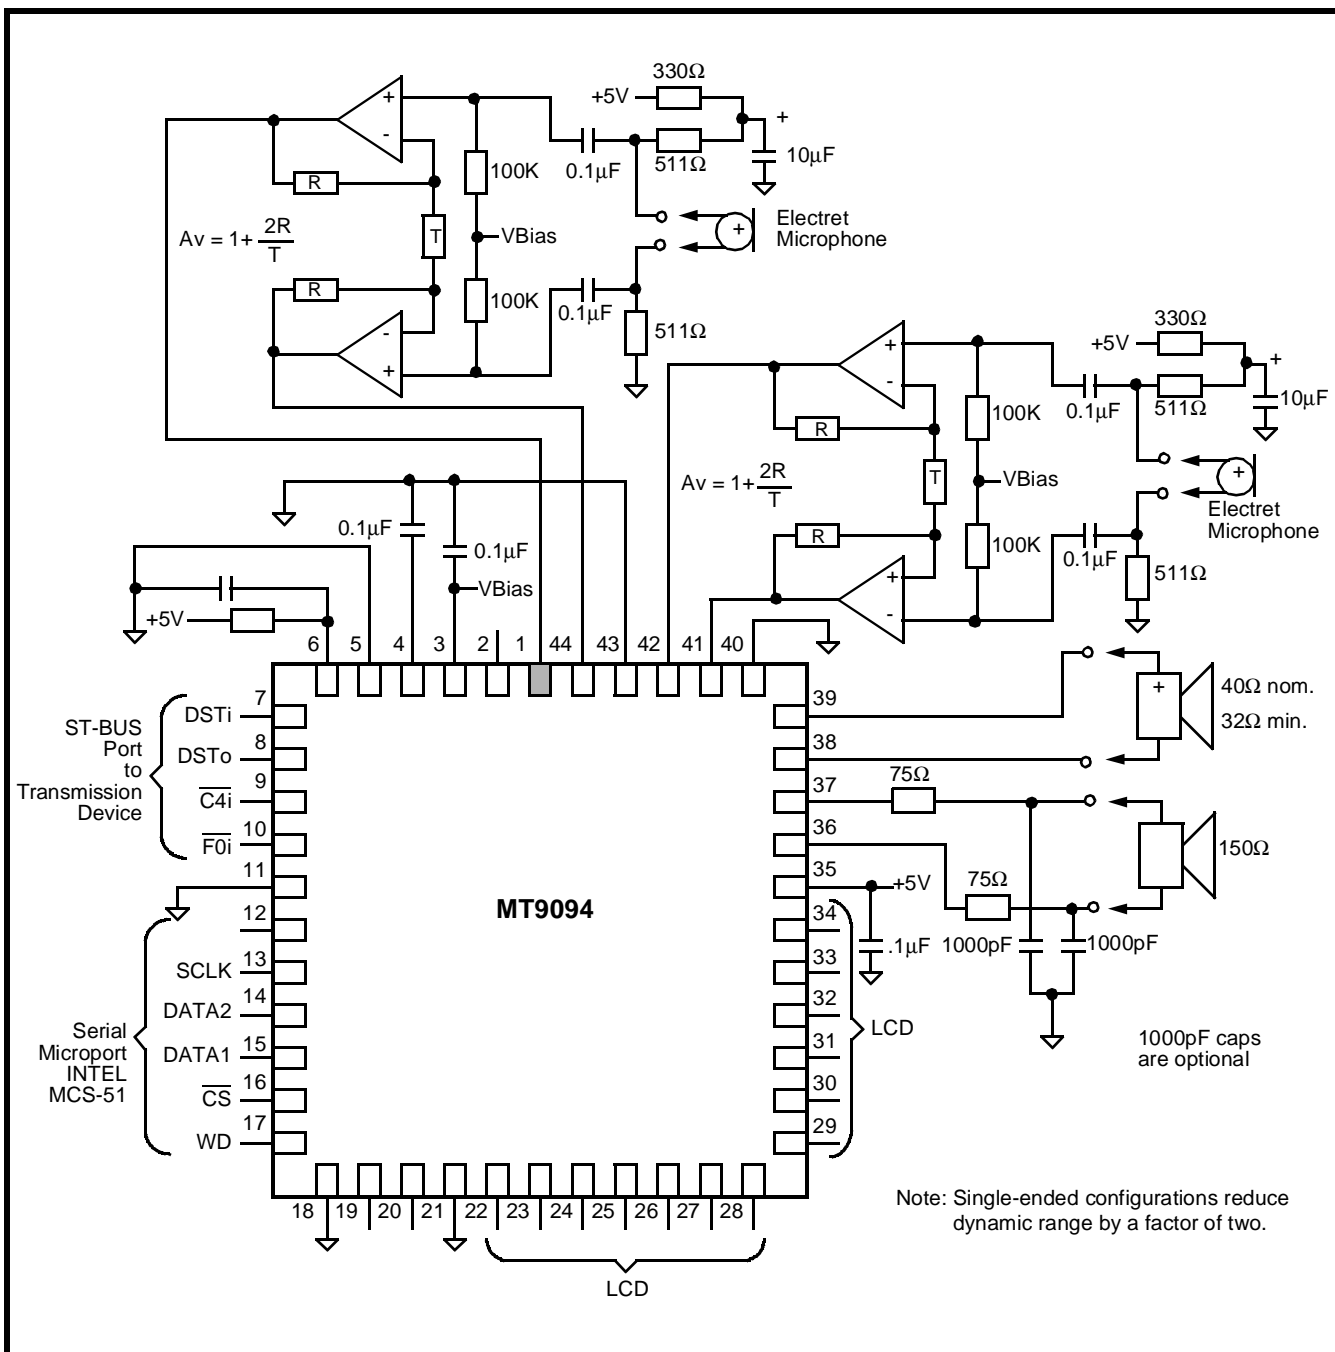 330Ω
+5V
+
+
-
511Ω
10µF
0.1µF
100K
R
Av = 1+ 2R
T
T
VBias
+
Electret
Microphone
R
100K
0.1µF
511Ω
-
+
330Ω
+5V
+
+
-
511Ω
10µF
0.1µF
100K
R
Av = 1+ 2R
T
T
VBias
+
Electret
Microphone
R
100K
0.1µF
511Ω
+
-
0.1µF
0.1µF
VBias
+5V
6
5
4
3
2
1
44
43
42
41
40
7
DSTi
8
DSTo
9
C4i
10
F0i
11
ST-BUS
Port
to
Transmission
Device
12
13
SCLK
14
DATA2
15
DATA1
16
CS
17
WD
Serial
Microport
INTEL
MCS-51
MT9094
39
38
37
36
35
34
33
32
31
30
29
+
40Ω nom.
32Ω min.
75Ω
150Ω
75Ω
+5V
.1µF
1000pF
1000pF
LCD
1000pF caps
are optional
18
19
20
21
22
23
24
25
26
27
28
LCD
Note: Single-ended configurations reduce
dynamic range by a factor of two.